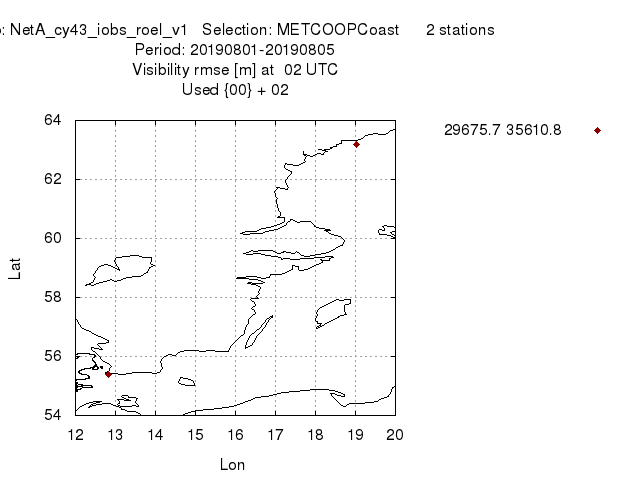 : NetA_cy43_iobs_roel_v1 Selection: METCOOPCoast 2 stations
Period: 20190801-20190805
Visibility rmse [m] at 02 UTC
Used {00} + 02
29675.7 35610.8
64
62
60
58
56
54
Lat
12 13 14 15 16 17 18 19 20
Lon